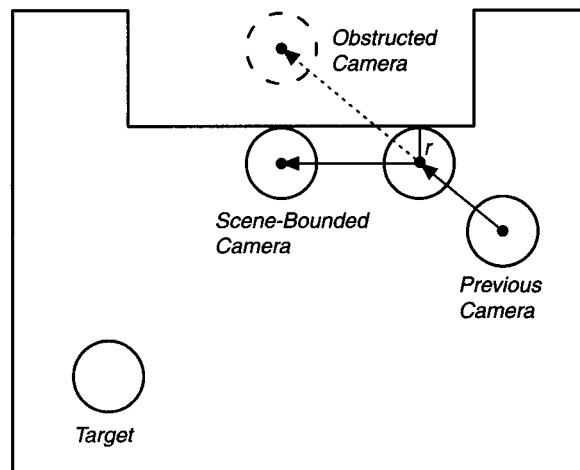 Obstructed
Camera
r
Scene-Bounded
Camera
Previous
Camera
Target